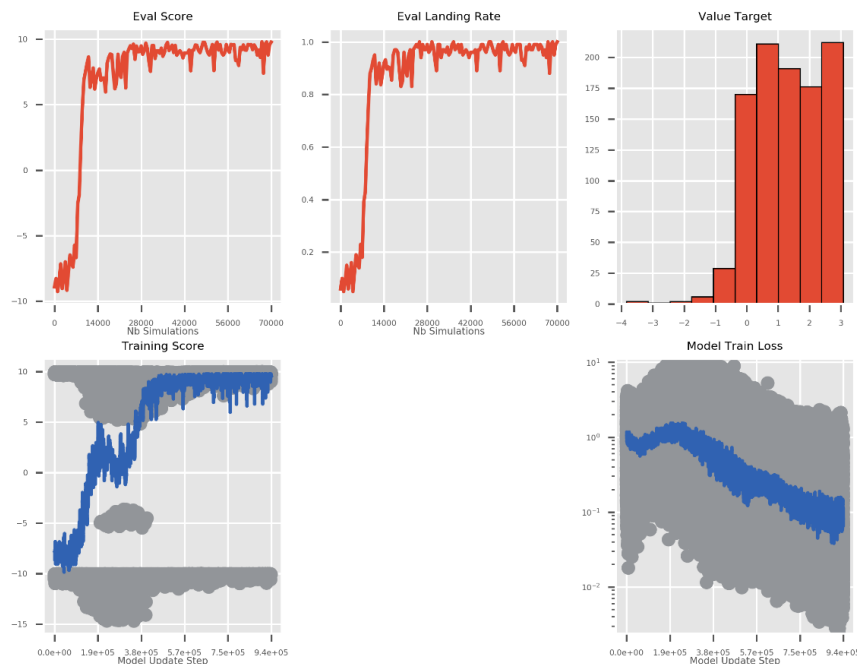 Eval Score
10
5
0
−5
−10
0 14000 28000 42000 56000 70000
Nb Simulations
Eval Landing Rate
1.0
0.8
0.6
0.4
0.2
0 14000 28000 42000 56000 70000
Nb Simulations
Value Target
200
175
150
125
100
75
50
25
0
−4 −3 −2 −1 0 1 2 3
Training Score
10
5
0
−5
−10
−15
0.0E+00 1.9E+05 3.8E+05 5.7E+05 7.5E+05 9.4E+05
Model Update Step
Model Train Loss
10¹
10⁰
10⁻¹
10⁻²
0.0E+00 1.9E+05 3.8E+05 5.7E+05 7.5E+05 9.4E+05
Model Update Step